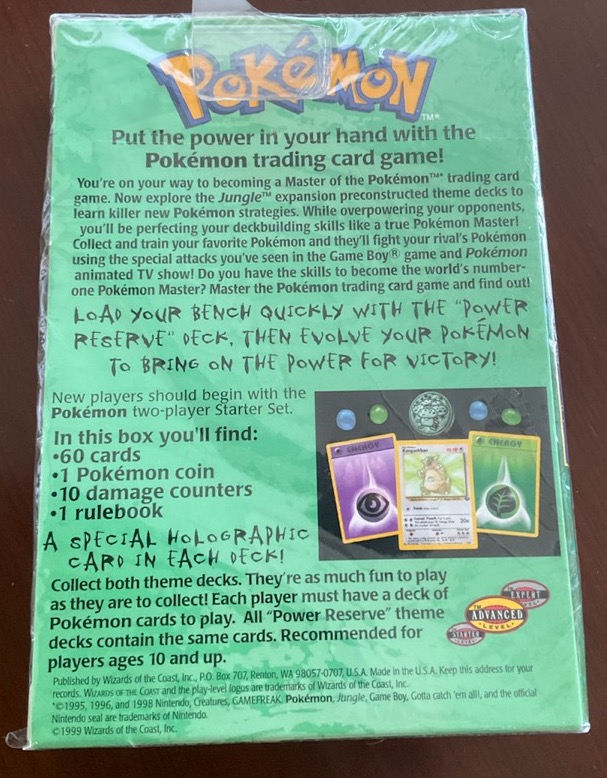 POKéMON
TM*
Put the power in your hand with the
Pokémon trading card game!
You're on your way to becoming a Master of the Pokémon™* trading card
game. Now explore the Jungle™ expansion preconstructed theme decks to
learn killer new Pokémon strategies. While overpowering your opponents,
you'll be perfecting your deckbuilding skills like a true Pokémon Master!
Collect and train your favorite Pokémon and they'll fight your rival's Pokémon
using the special attacks you've seen in the Game Boy® game and Pokémon
animated TV show! Do you have the skills to become the world's number-
one Pokémon Master? Master the Pokémon trading card game and find out!
LOAD YOUR BENCH QUICKLY WITH THE "POWER
RESERVE" DECK, THEN EVOLVE YOUR POKÉMON
TO BRING ON THE POWER FOR VICTORY!
New players should begin with the
Pokémon two-player Starter Set.
In this box you'll find:
•60 cards
•1 Pokémon coin
•10 damage counters
•1 rulebook
A SPECIAL HOLOGRAPHIC
CARD IN EACH DECK!
ENERGY
Kangaskhan
ENERGY
20x
Collect both theme decks. They're as much fun to play
as they are to collect! Each player must have a deck of
Pokémon cards to play. All "Power Reserve" theme
decks contain the same cards. Recommended for
players ages 10 and up.
EXPERT
LEVEL
TM
ADVANCED
•LEVEL•
STARTER
LEVEL
Published by Wizards of the Coast, Inc., P.O. Box 707, Renton, WA 98057-0707, U.S.A. Made in the U.S.A. Keep this address for your
records. WIZARDS OF THE COAST and the play-level logos are trademarks of Wizards of the Coast, Inc.
*©1995, 1996, and 1998 Nintendo, Creatures, GAMEFREAK. Pokémon, Jungle, Game Boy, Gotta catch 'em all!, and the official
Nintendo seal are trademarks of Nintendo.
©1999 Wizards of the Coast, Inc.